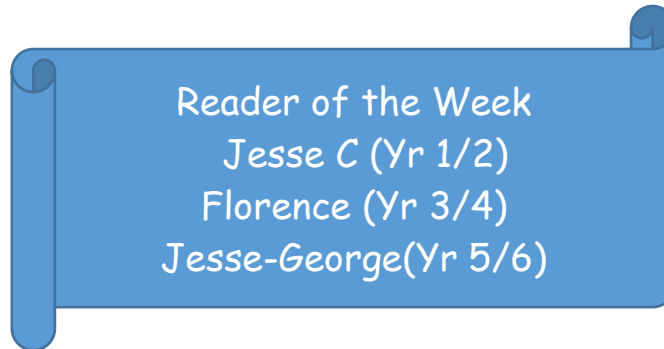 Reader of the Week
Jesse C (Yr 1/2)
Florence (Yr 3/4)
Jesse-George(Yr 5/6)